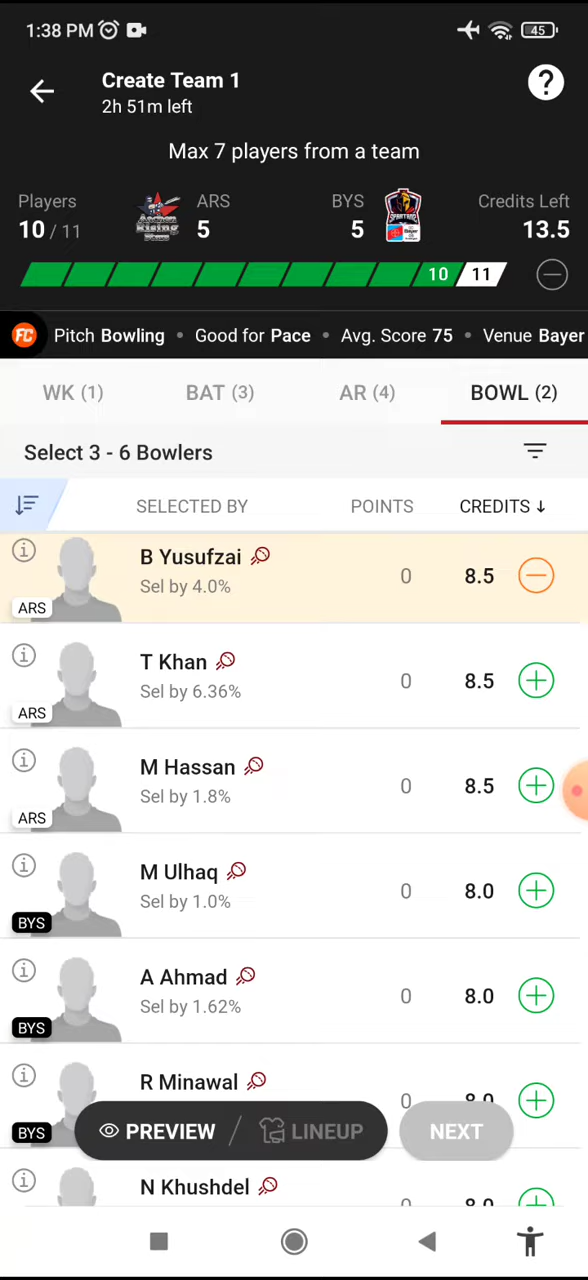 1:38 PM
45
Create Team 1
2h 51m left
?
Max 7 players from a team
Players
10 / 11
ARS
5
BYS
5
Credits Left
13.5
10
11
FC Pitch Bowling • Good for Pace • Avg. Score 75 • Venue Bayer
WK (1)
BAT (3)
AR (4)
BOWL (2)
Select 3 - 6 Bowlers
SELECTED BY
POINTS
CREDITS ↓
B Yusufzai
Sel by 4.0%
0
8.5
ARS
T Khan
Sel by 6.36%
0
8.5
ARS
M Hassan
Sel by 1.8%
0
8.5
ARS
M Ulhaq
Sel by 1.0%
0
8.0
BYS
A Ahmad
Sel by 1.62%
0
8.0
BYS
R Minawal
0
8.0
BYS
PREVIEW / LINEUP
NEXT
N Khushdel